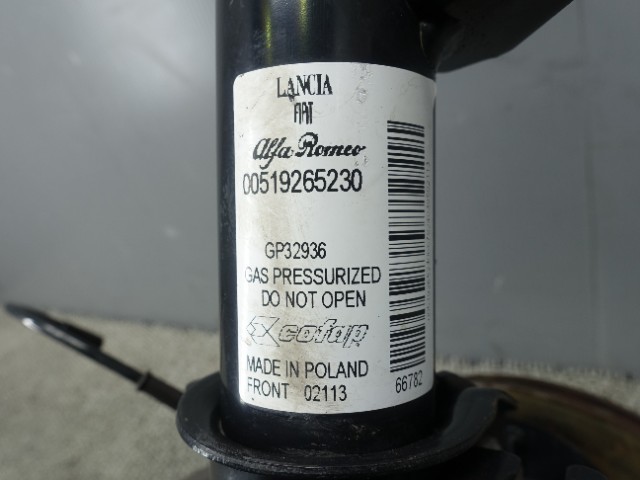 LANCIA
FIAT
Alfa Romeo
00519265230
GP32936
GAS PRESSURIZED
DO NOT OPEN
cofap
MADE IN POLAND
FRONT 02113
66782